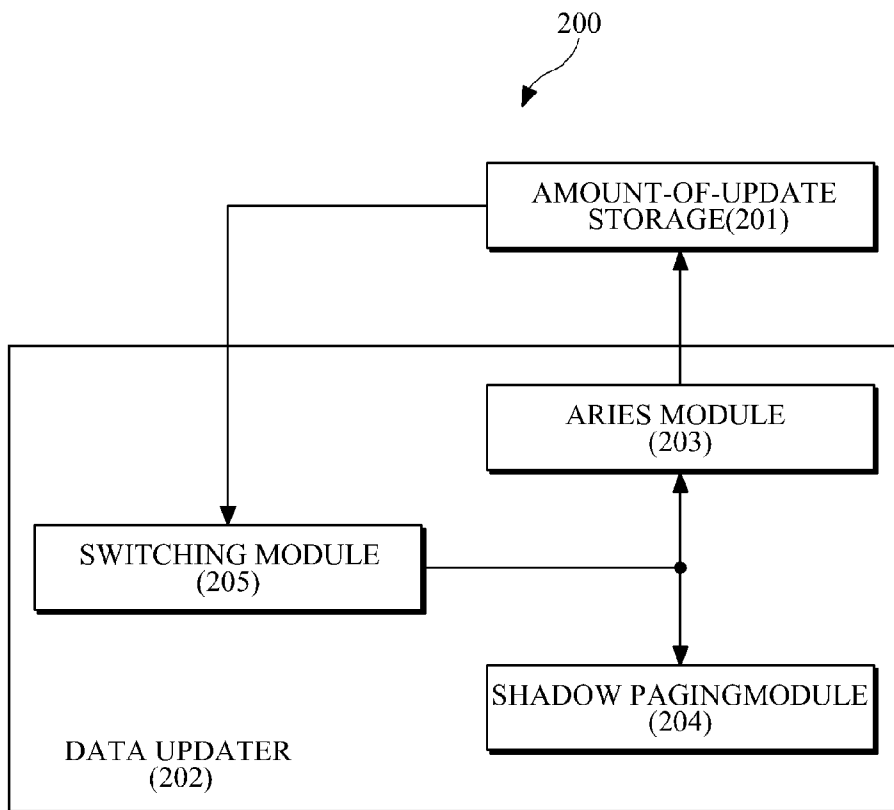 200
AMOUNT-OF-UPDATE
STORAGE(201)
ARIES MODULE
(203)
SWITCHING MODULE
(205)
SHADOW PAGINGMODULE
(204)
DATA UPDATER
(202)